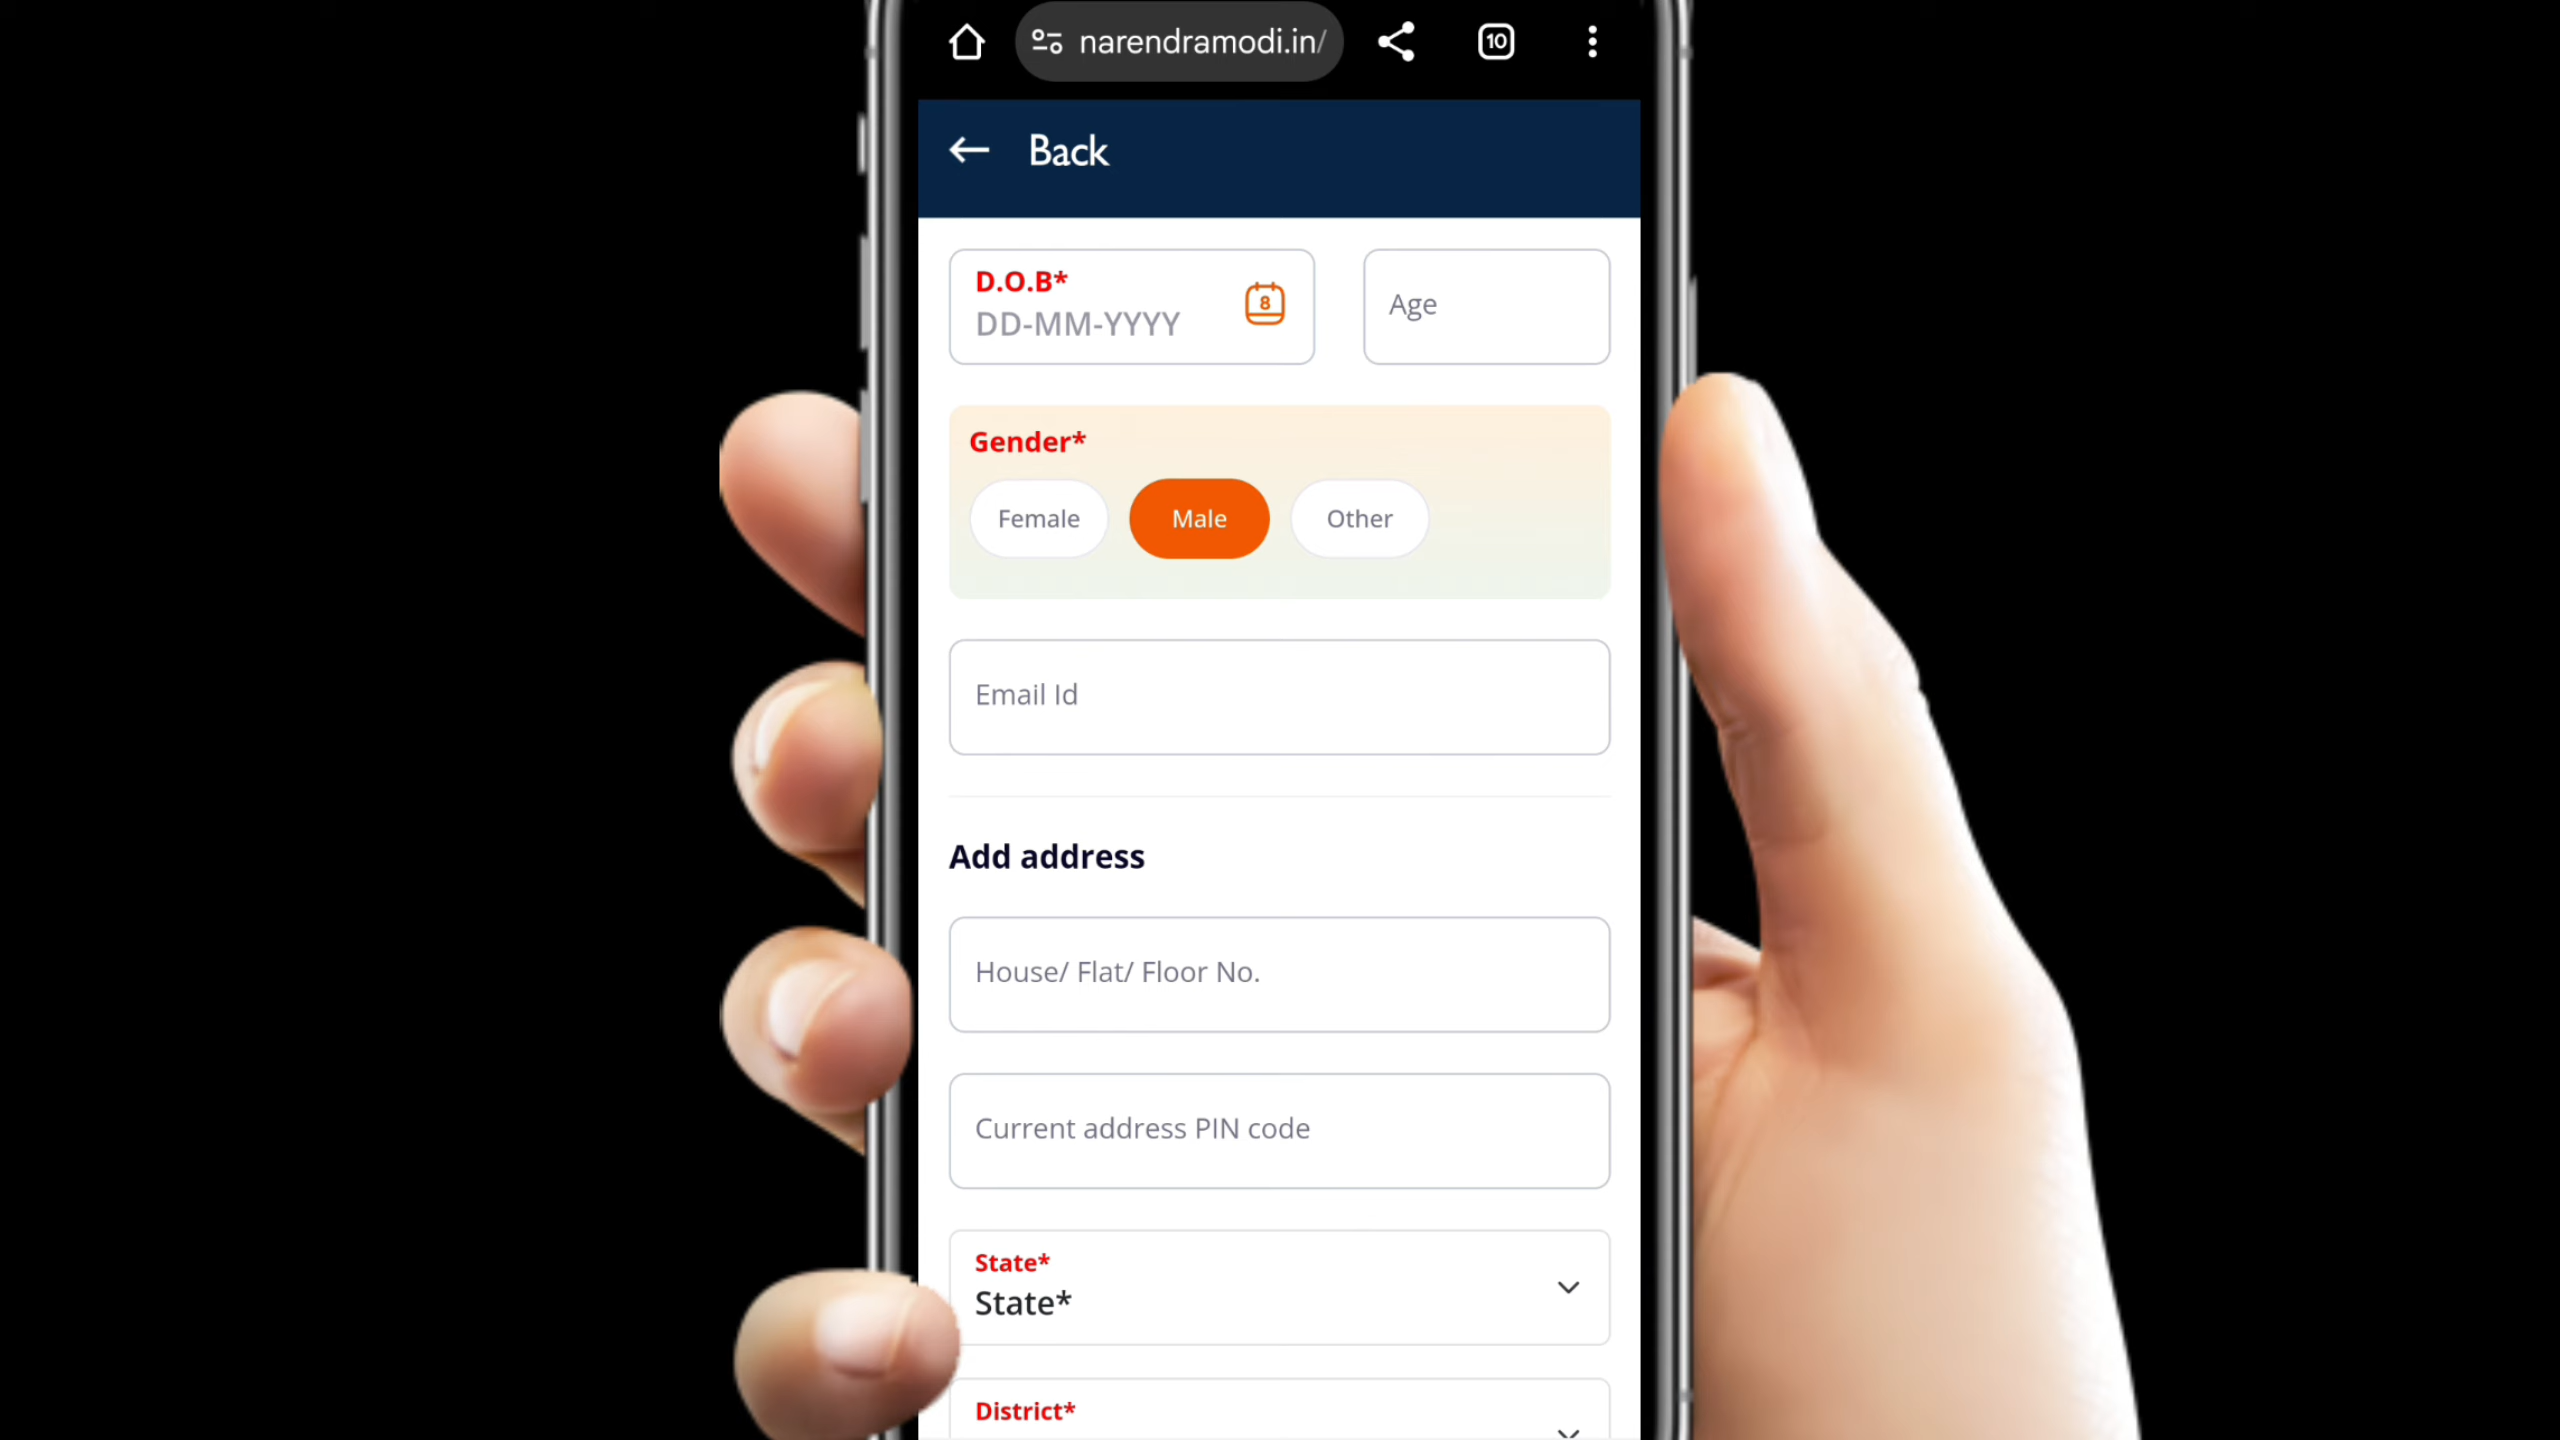 narendramodi.in/
10
Back
D.O.B*
DD-MM-YYYY
8
Age
Gender*
Female
Male
Other
Email Id
Add address
House/ Flat/ Floor No.
Current address PIN code
State*
State*
District*